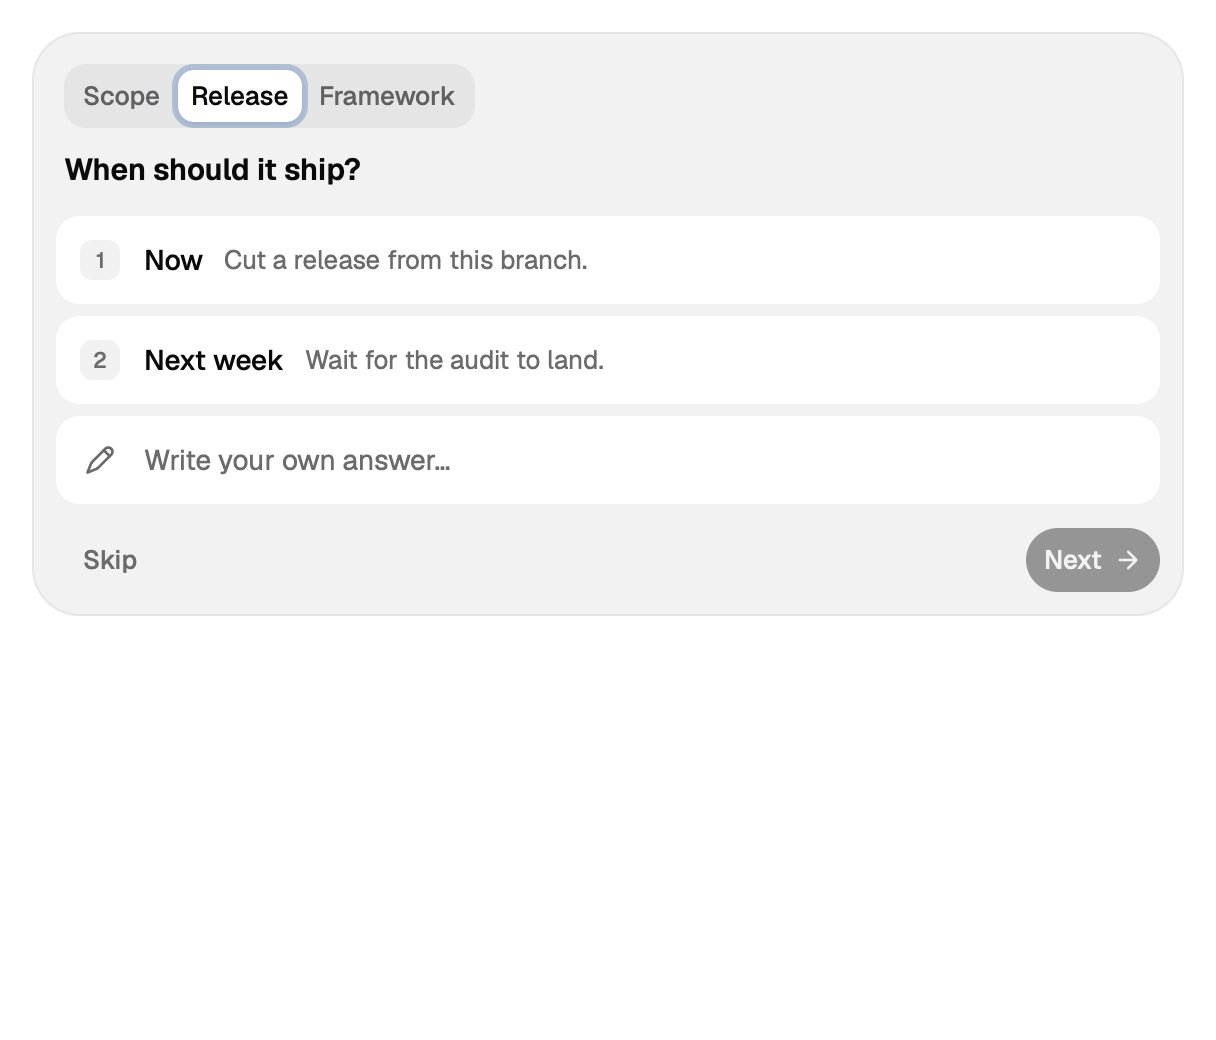 Scope Release Framework
When should it ship?
1 Now Cut a release from this branch.
2 Next week Wait for the audit to land.
Write your own answer...
Skip Next →